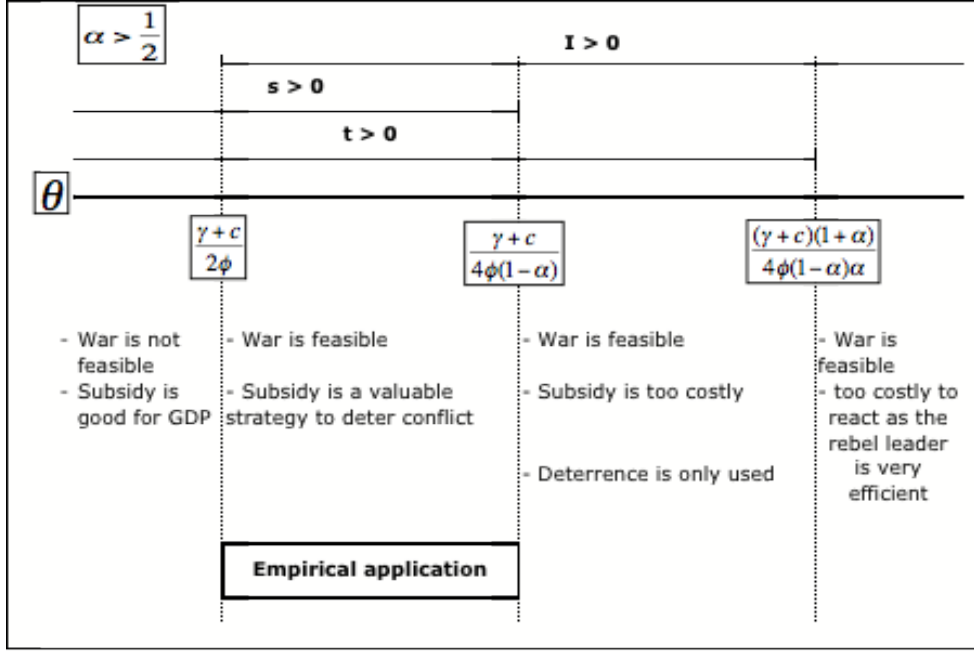 α > 1/2
I > 0
s > 0
t > 0
θ
γ + c / 2ϕ
γ + c / 4ϕ(1 − α)
(γ + c)(1 + α) / 4ϕ(1 − α)α
- War is not
feasible
- Subsidy is
good for GDP
- War is feasible
- Subsidy is a valuable
strategy to deter conflict
- War is feasible
- Subsidy is too costly
- Deterrence is only used
- War is
feasible
- too costly to
react as the
rebel leader
is very
efficient
Empirical application